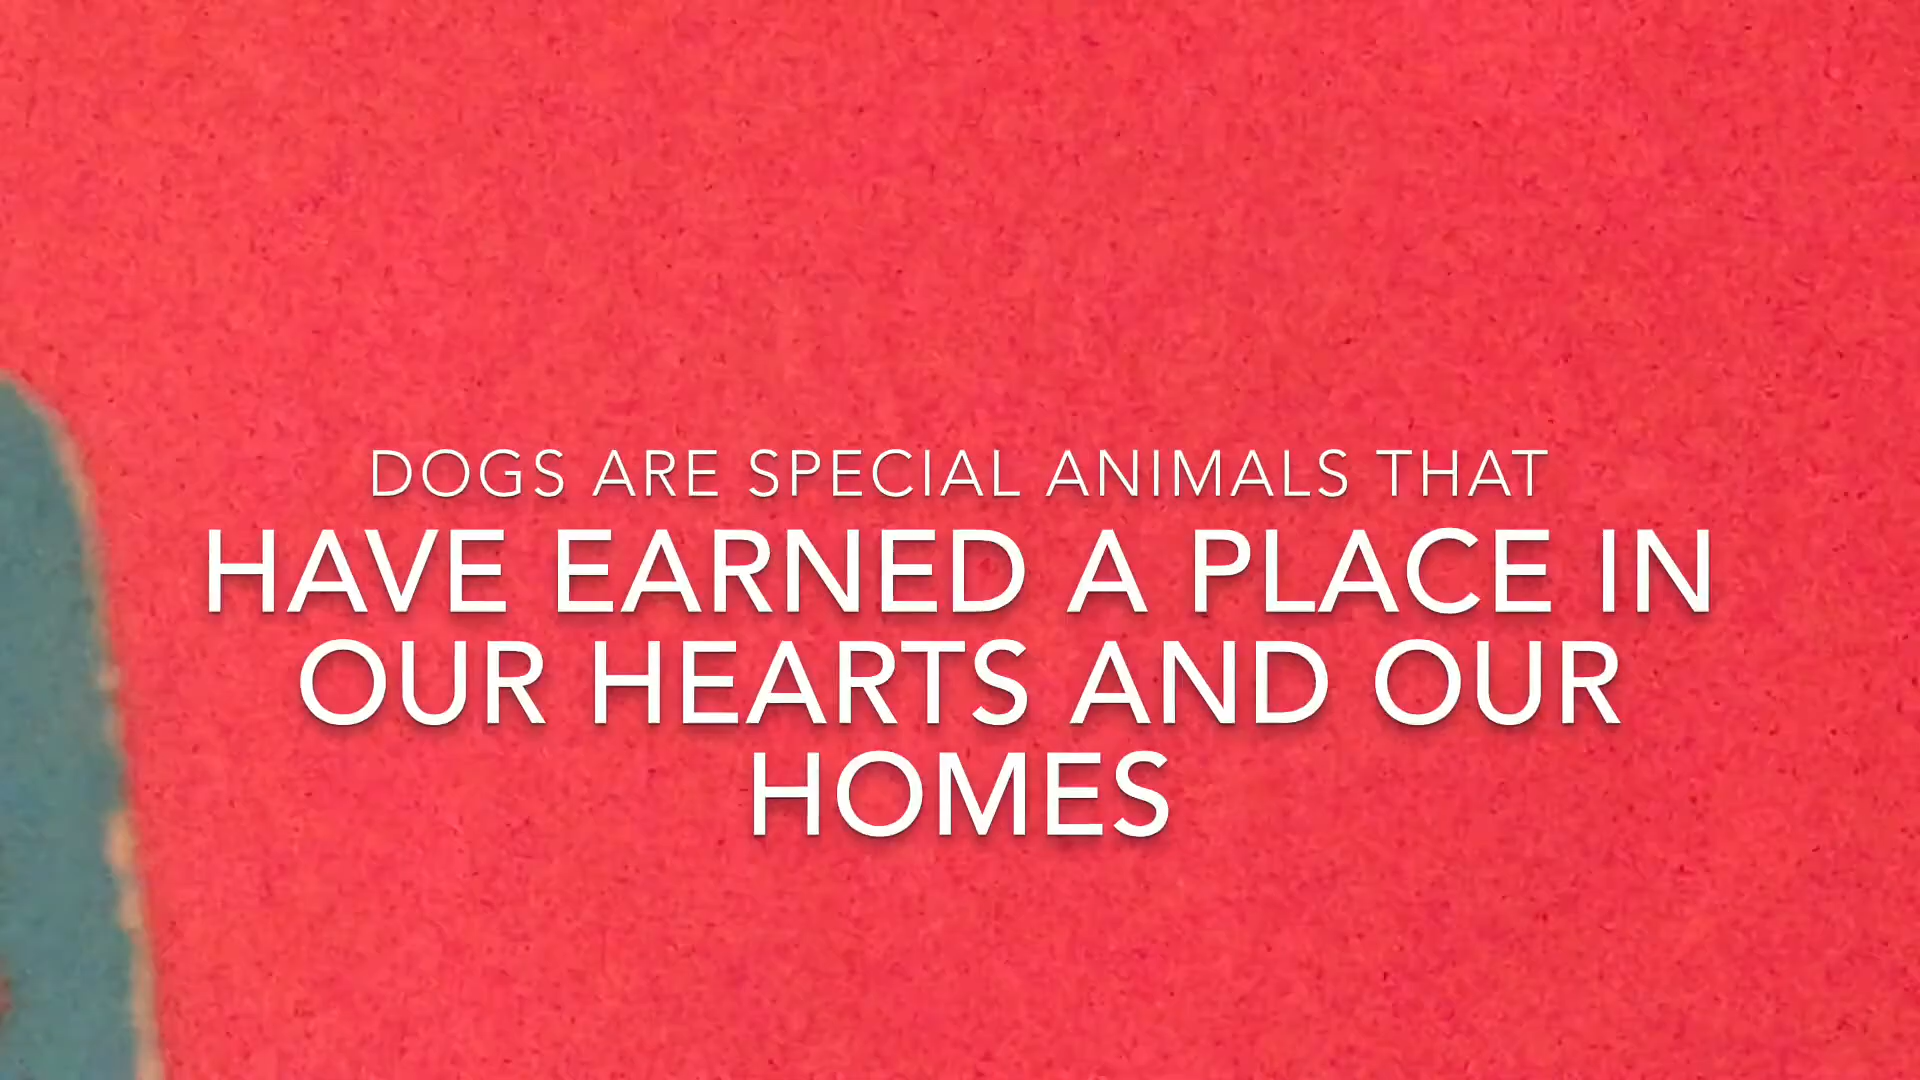 DOGS ARE SPECIAL ANIMALS THAT
HAVE EARNED A PLACE IN
OUR HEARTS AND OUR
HOMES